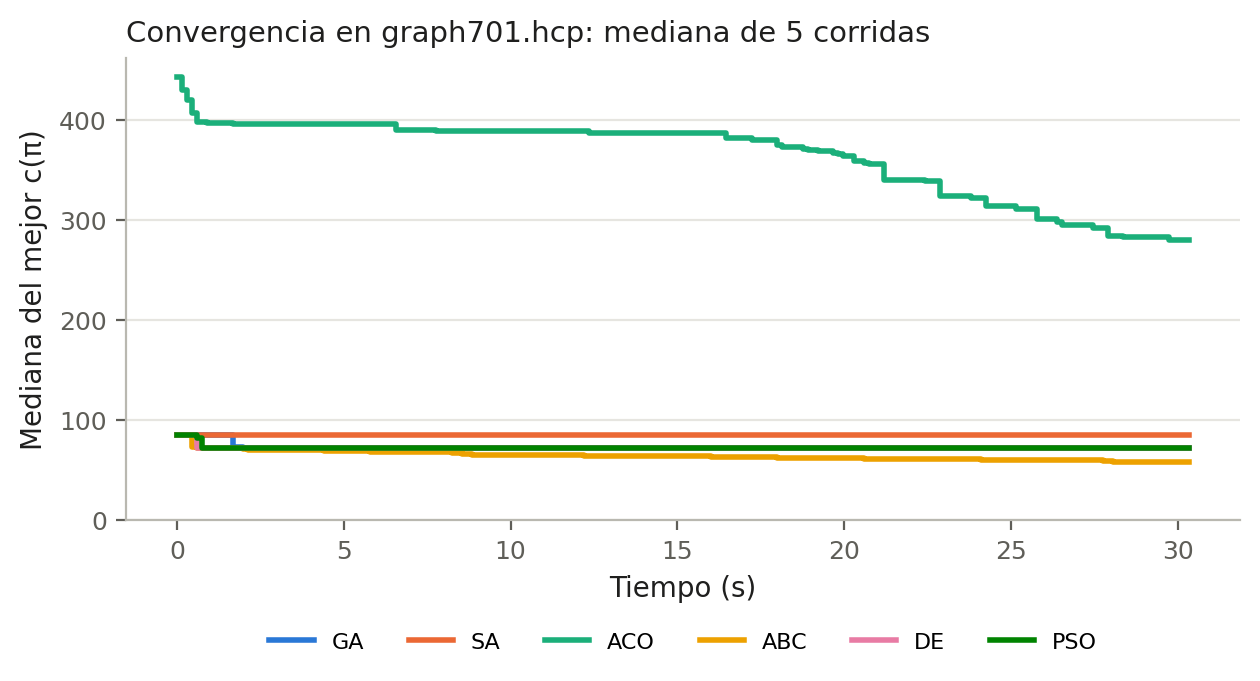 Convergencia en graph701.hcp: mediana de 5 corridas
Mediana del mejor c(π)
400
300
200
100
0
0 5 10 15 20 25 30
Tiempo (s)
GA SA ACO ABC DE PSO